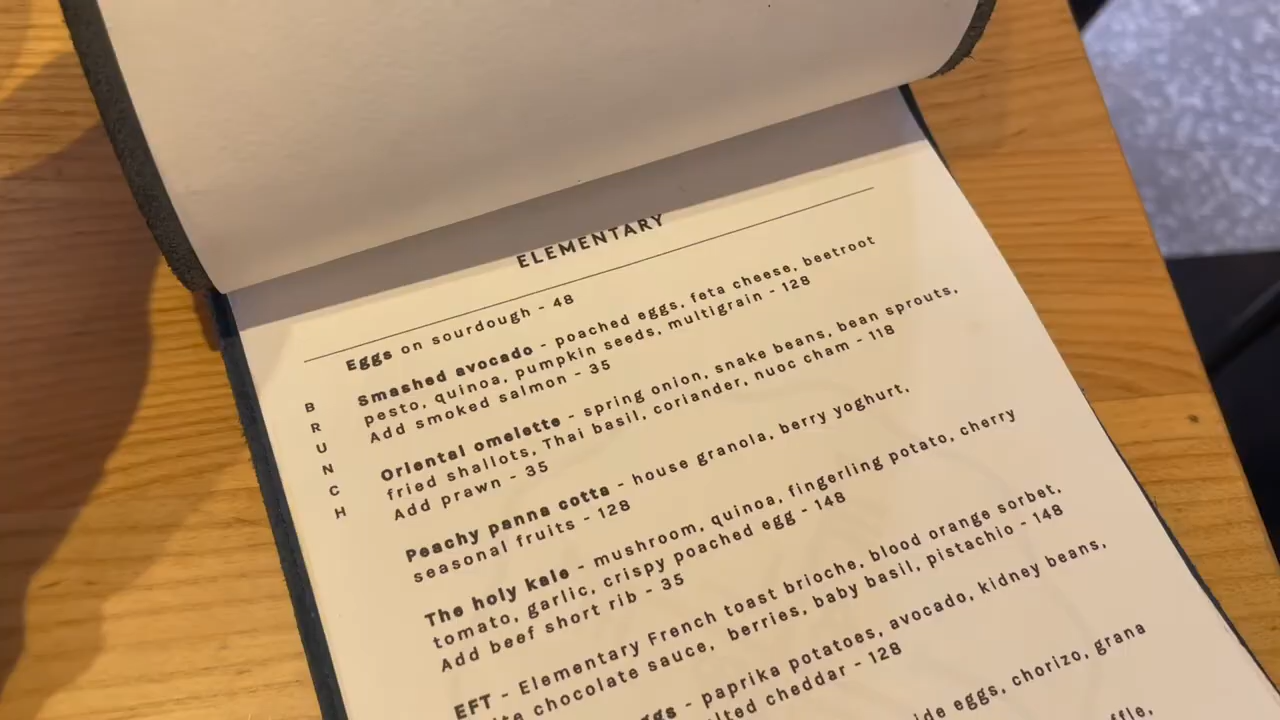 ELEMENTARY
BRUNCH
Eggs on sourdough - 48
Smashed avocado - poached eggs, feta cheese, beetroot
pesto, quinoa, pumpkin seeds, multigrain - 128
Add smoked salmon - 35
Oriental omelette - spring onion, snake beans, bean sprouts,
fried shallots, Thai basil, coriander, nuoc cham - 118
Add prawn - 35
Peachy panna cotta - house granola, berry yoghurt,
seasonal fruits - 128
The holy kale - mushroom, quinoa, fingerling potato, cherry
tomato, garlic, crispy poached egg - 148
Add beef short rib - 35
EFT - Elementary French toast brioche, blood orange sorbet,
chocolate sauce, berries, baby basil, pistachio - 148
- paprika potatoes, avocado, kidney beans,
cheddar - 128
eggs, chorizo, grana